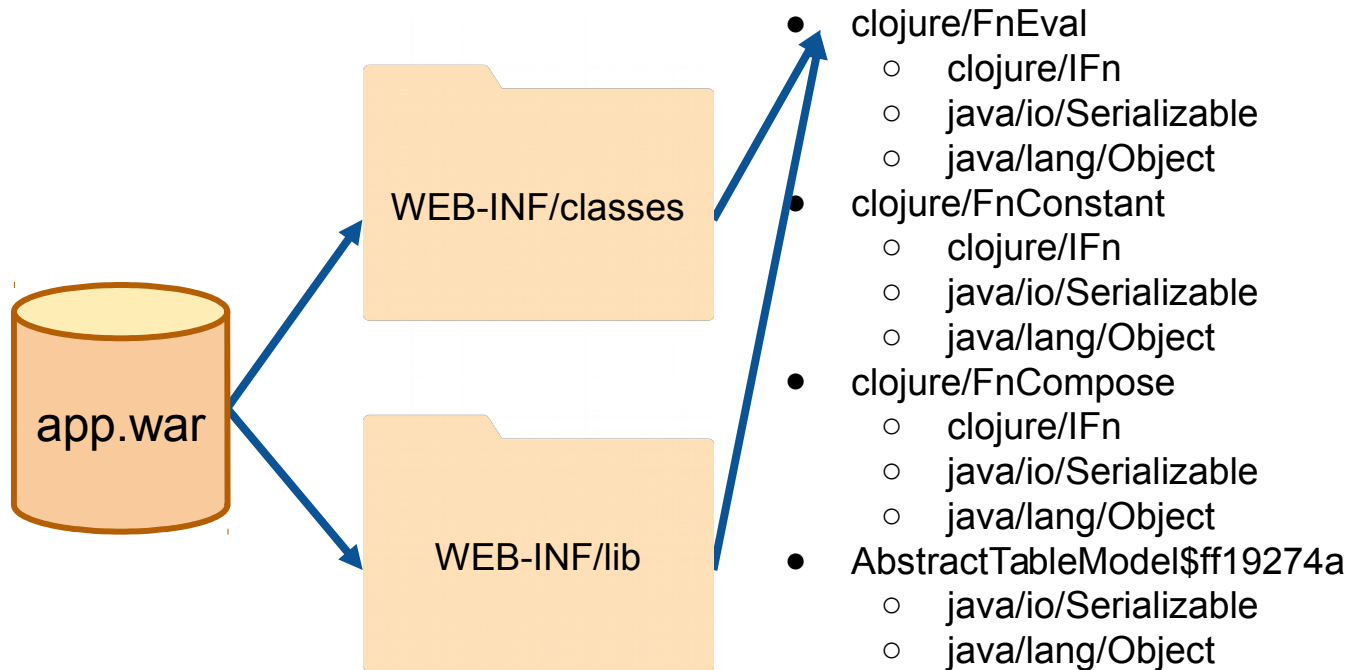 app.war
WEB-INF/classes
WEB-INF/lib
● clojure/FnEval
○ clojure/IFn
○ java/io/Serializable
○ java/lang/Object
● clojure/FnConstant
○ clojure/IFn
○ java/io/Serializable
○ java/lang/Object
● clojure/FnCompose
○ clojure/IFn
○ java/io/Serializable
○ java/lang/Object
● AbstractTableModel$ff19274a
○ java/io/Serializable
○ java/lang/Object